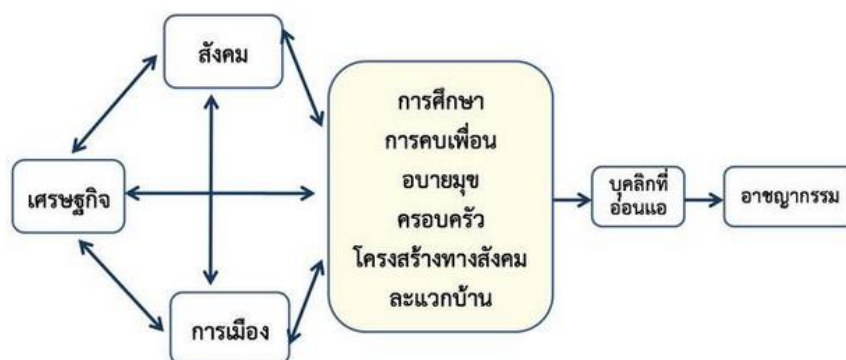 สังคม
เศรษฐกิจ
การเมือง
การศึกษา
การคบเพื่อน
อบายมุข
ครอบครัว
โครงสร้างทางสังคม
ละแวกบ้าน
บุคลิกที่
อ่อนแอ
อาชญากรรม